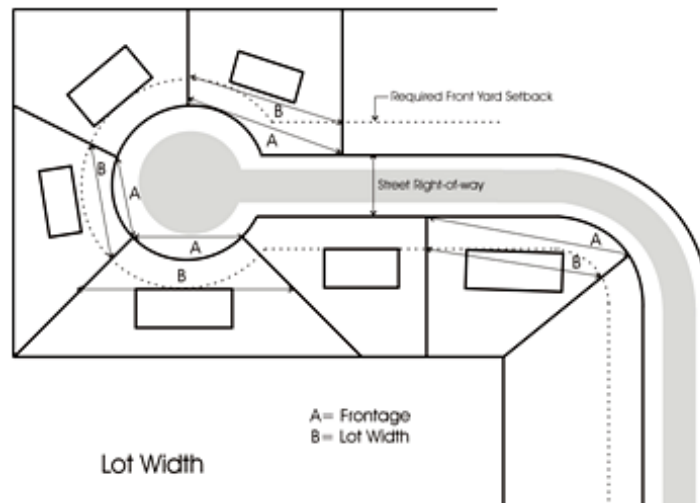 Required Front Yard Setback
B
A
Street Right-of-way
B
A
A
A
B
B
A= Frontage
B= Lot Width
Lot Width